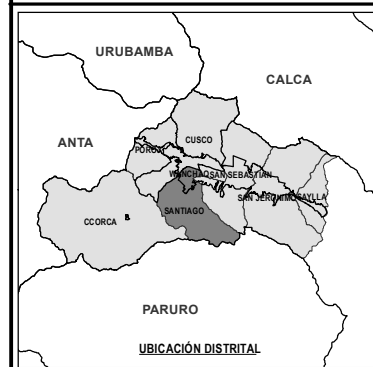 URUBAMBA
CALCA
ANTA
CUSCO
POROY
WANCHAQ
SAN SEBASTIAN
SAN JERONIMO
SAYLLA
CCORCA
SANTIAGO
PARURO
UBICACIÓN DISTRITAL